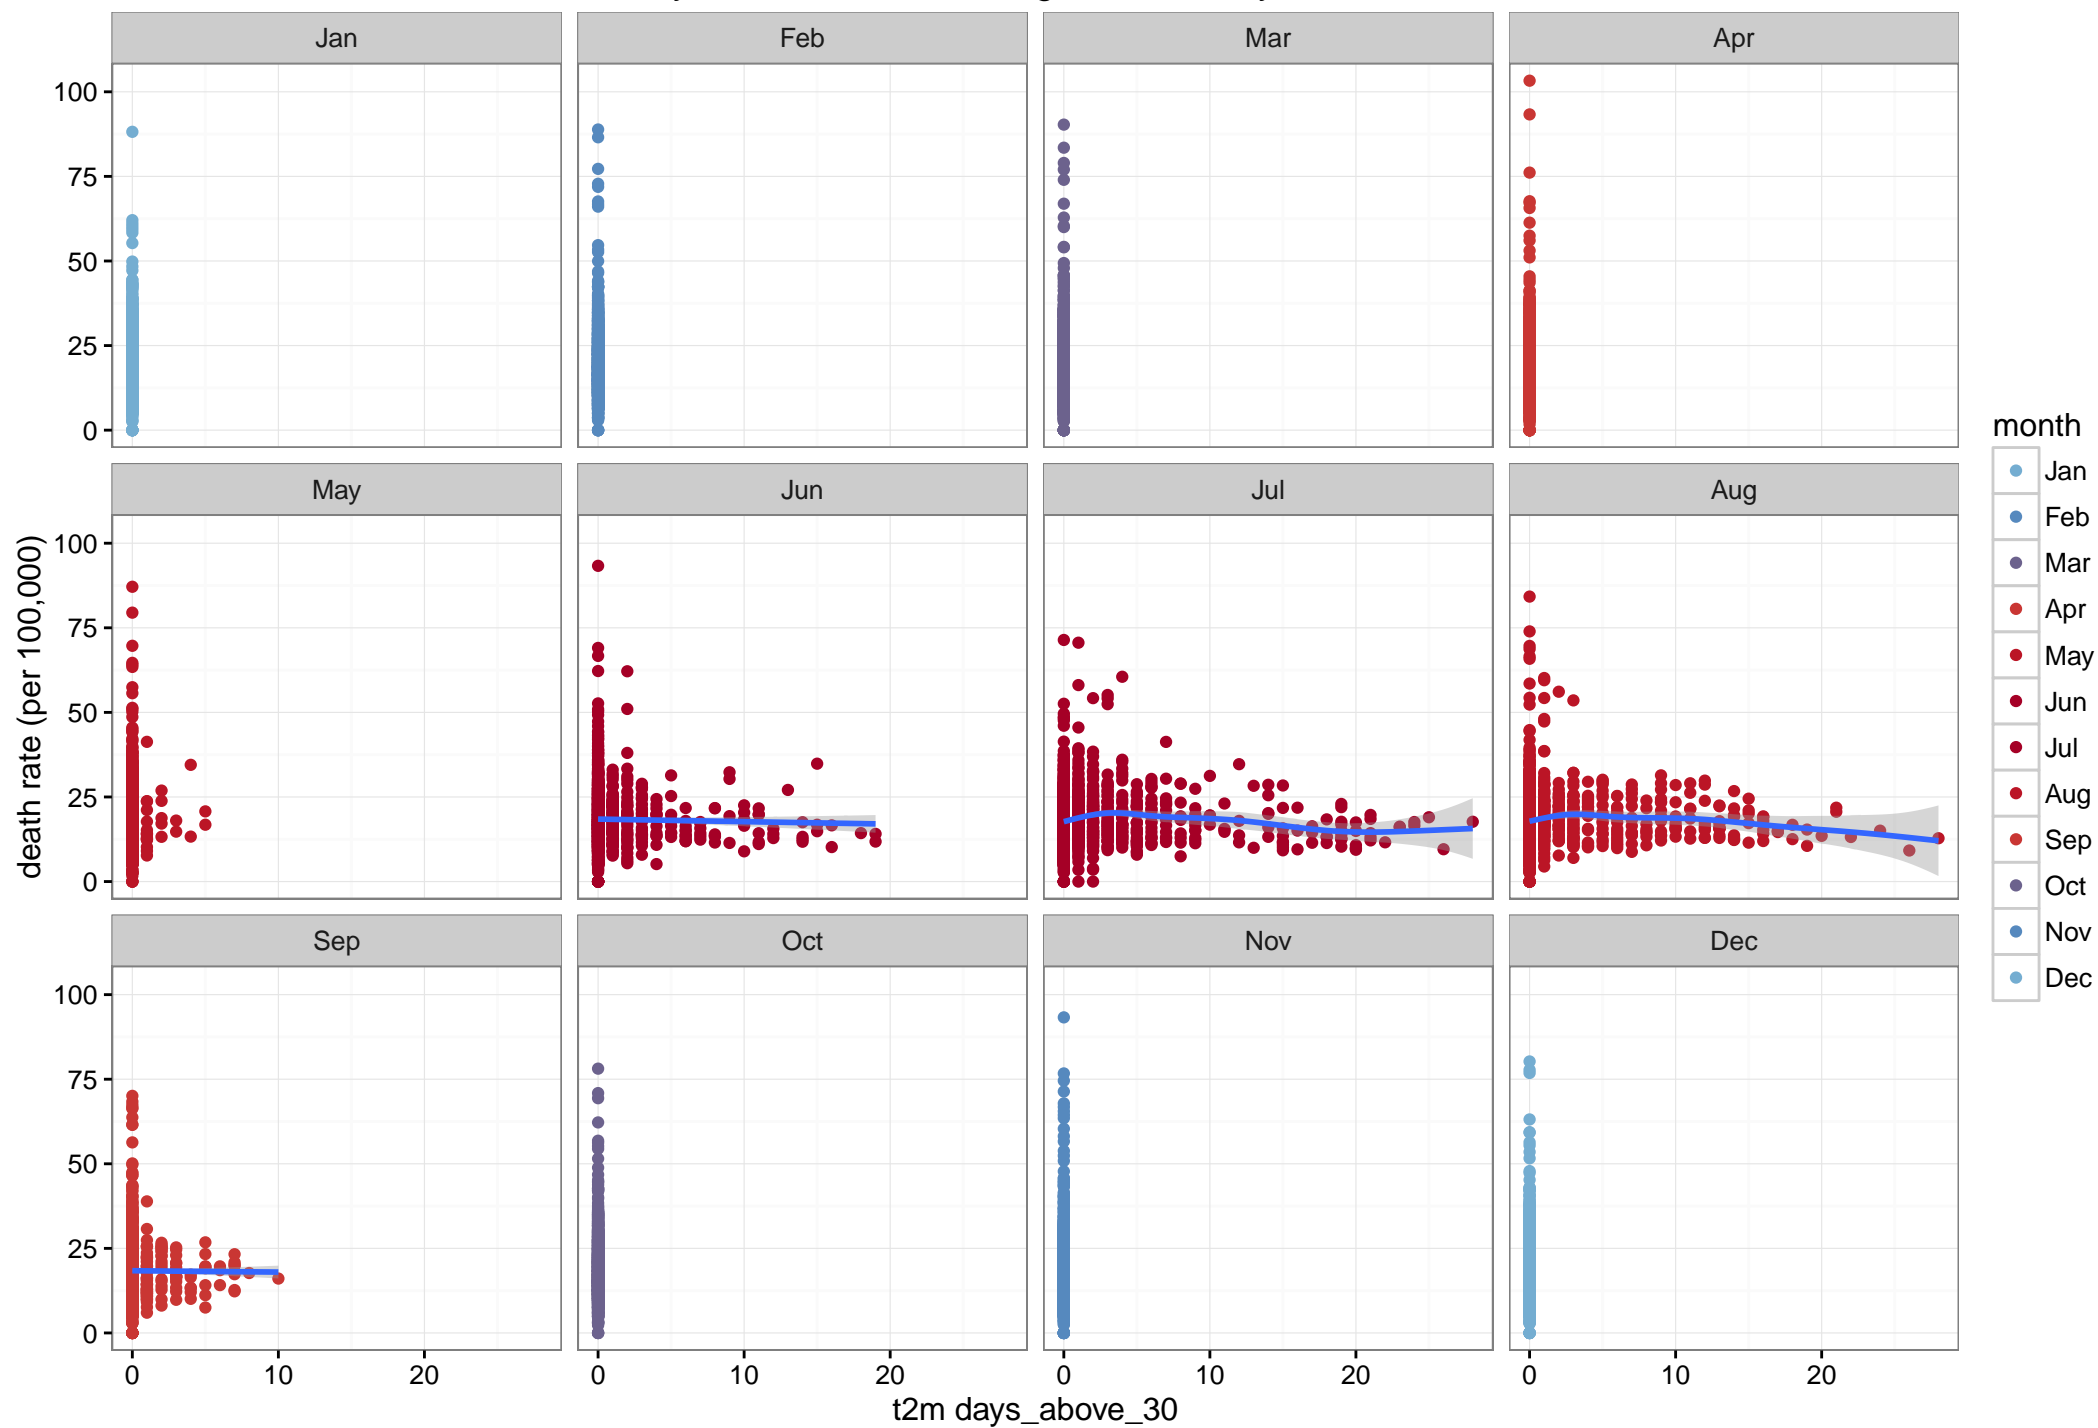 Jan Feb Mar Apr
100
75
50
25
0
May Jun Jul Aug
100
75
50
25
0
Sep Oct Nov Dec
100
75
50
25
0
0 10 20 0 10 20 0 10 20 0 10 20
t2m days_above_30
death rate (per 100,000)
month
Jan
Feb
Mar
Apr
May
Jun
Jul
Aug
Sep
Oct
Nov
Dec